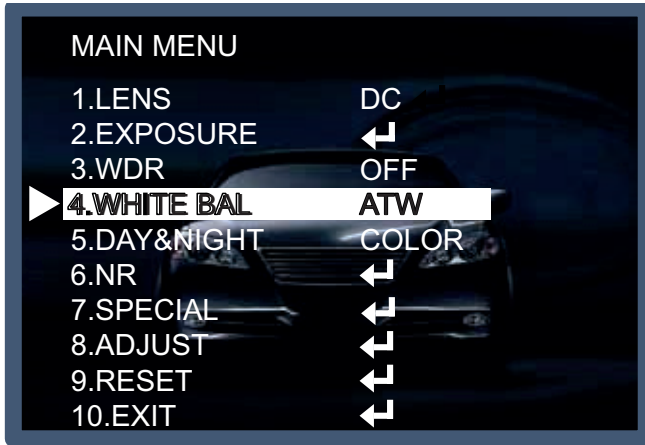 MAIN MENU
1.LENS DC
2.EXPOSURE ↵
3.WDR OFF
4.WHITE BAL ATW
5.DAY&NIGHT COLOR
6.NR ↵
7.SPECIAL ↵
8.ADJUST ↵
9.RESET ↵
10.EXIT ↵